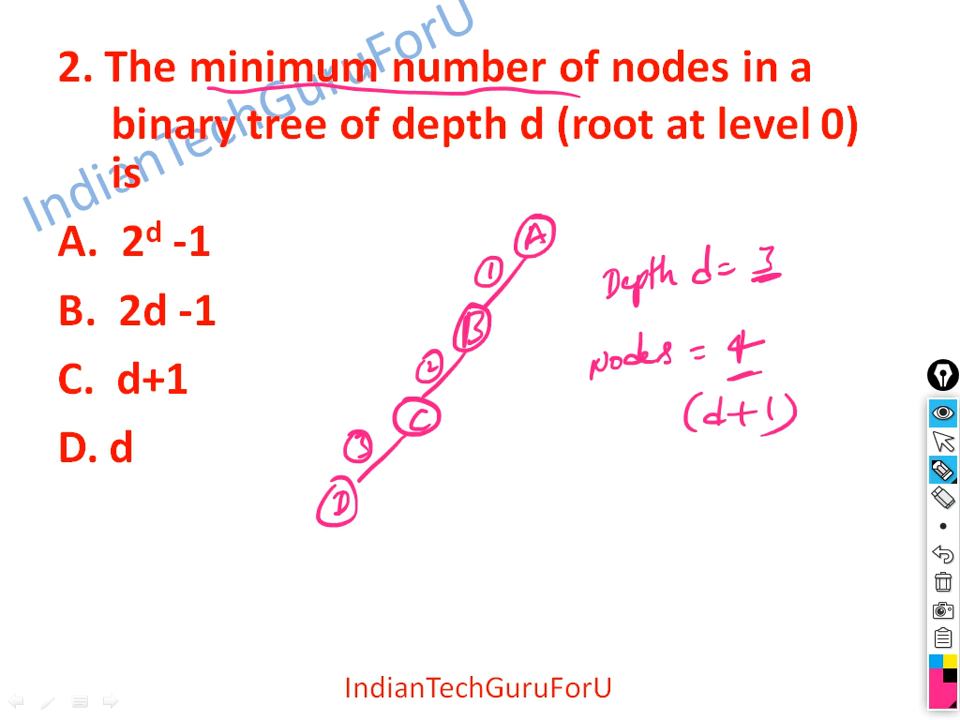 IndianTechGuruForU
2. The minimum number of nodes in a
binary tree of depth d (root at level 0)
is
A. 2ᵈ -1
B. 2d -1
C. d+1
D. d
A
1
B
2
C
3
D
Depth d = 3
Nodes = 4
(d+1)
IndianTechGuruForU